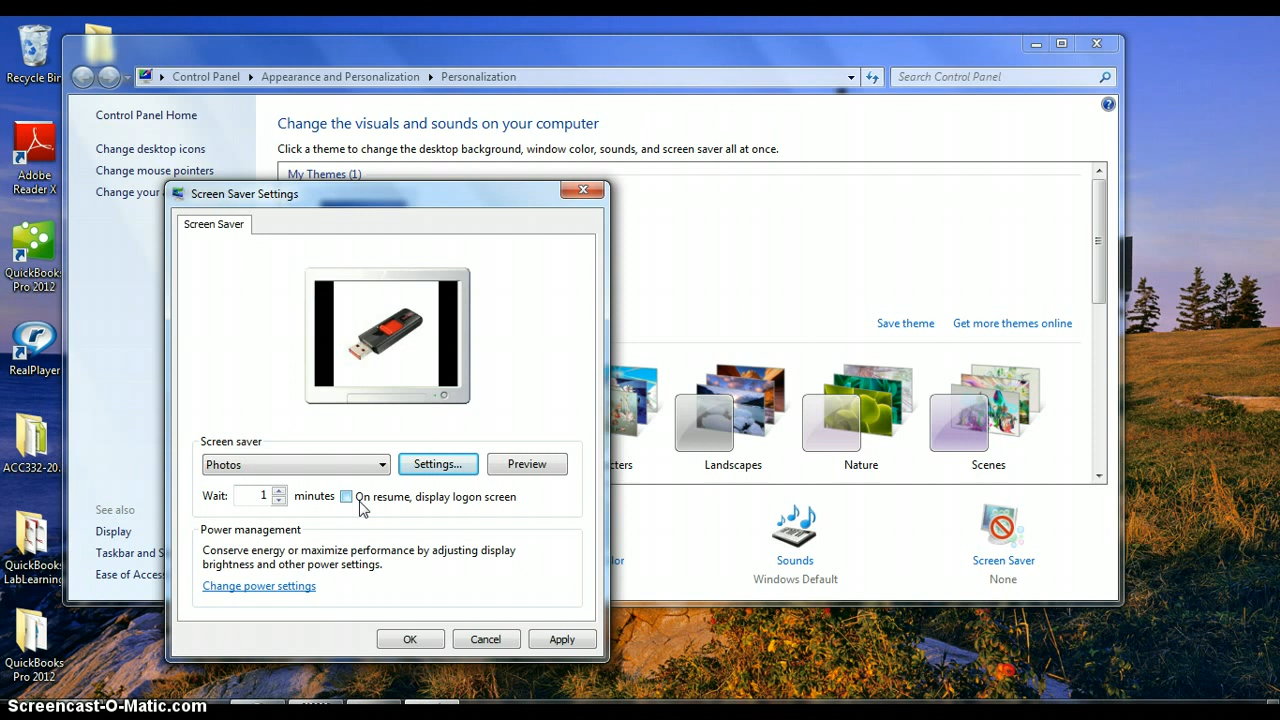 Recycle Bin
Adobe
Reader X
QuickBooks
Pro 2012
RealPlayer
ACC332-20...
QuickBooks
LabLearning
QuickBooks
Pro 2012
Control Panel
Appearance and Personalization
Personalization
Search Control Panel
Control Panel Home
Change desktop icons
Change mouse pointers
Change your
See also
Display
Taskbar and S
Ease of Acces
Change the visuals and sounds on your computer
Click a theme to change the desktop background, window color, sounds, and screen saver all at once.
My Themes (1)
Save theme
Get more themes online
cters
Landscapes
Nature
Scenes
lor
Sounds
Windows Default
Screen Saver
None
Screen Saver Settings
Screen Saver
Screen saver
Photos
Settings...
Preview
Wait: 1 minutes
On resume, display logon screen
Power management
Conserve energy or maximize performance by adjusting display
brightness and other power settings.
Change power settings
OK
Cancel
Apply
Screencast-O-Matic.com